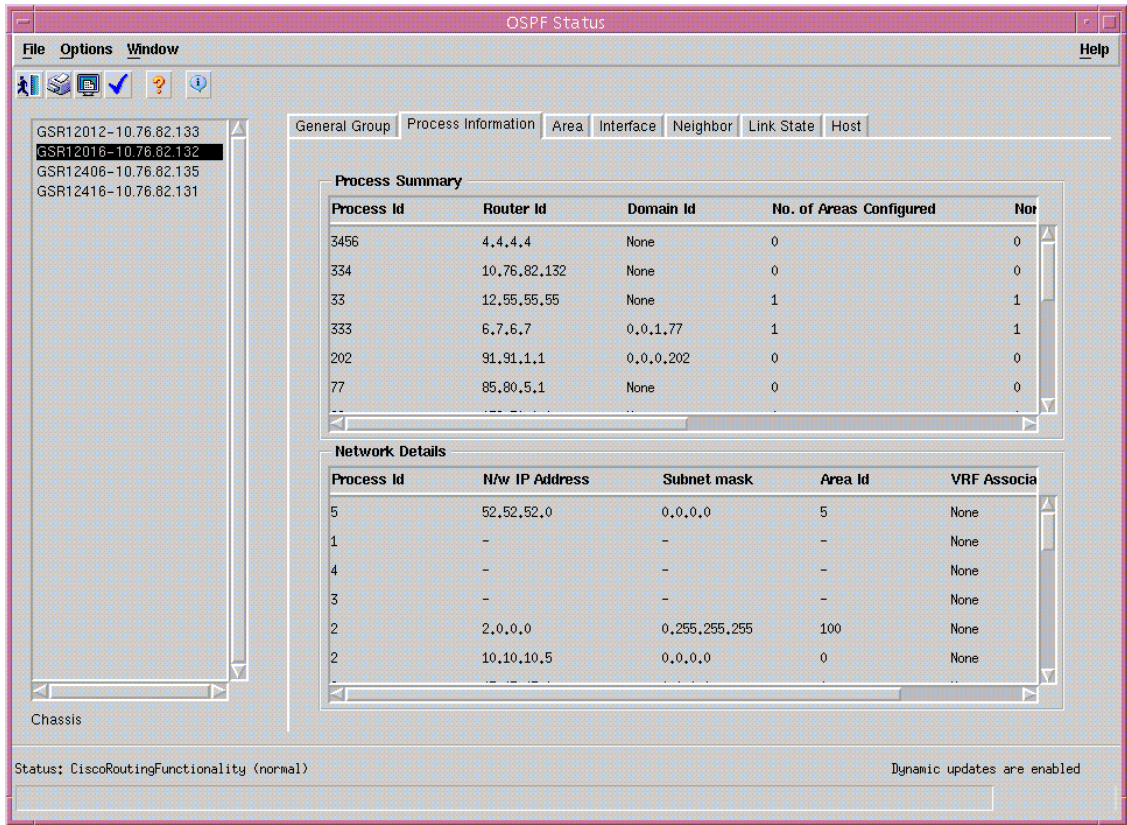 OSPF Status
File Options Window Help
GSR12012-10.76.82.133
GSR12016-10.76.82.132
GSR12406-10.76.82.135
GSR12416-10.76.82.131
Chassis
General Group Process Information Area Interface Neighbor Link State Host
Process Summary
Process Id Router Id Domain Id No. of Areas Configured Nor
3456 4.4.4.4 None 0 0
334 10.76.82.132 None 0 0
33 12.55.55.55 None 1 1
333 6.7.6.7 0.0.1.77 1 1
202 91.91.1.1 0.0.0.202 0 0
77 85.80.5.1 None 0 0
Network Details
Process Id N/w IP Address Subnet mask Area Id VRF Associa
5 52.52.52.0 0.0.0.0 5 None
1 - - - None
4 - - - None
3 - - - None
2 2.0.0.0 0.255.255.255 100 None
2 10.10.10.5 0.0.0.0 0 None
Status: CiscoRoutingFunctionality (normal) Dynamic updates are enabled